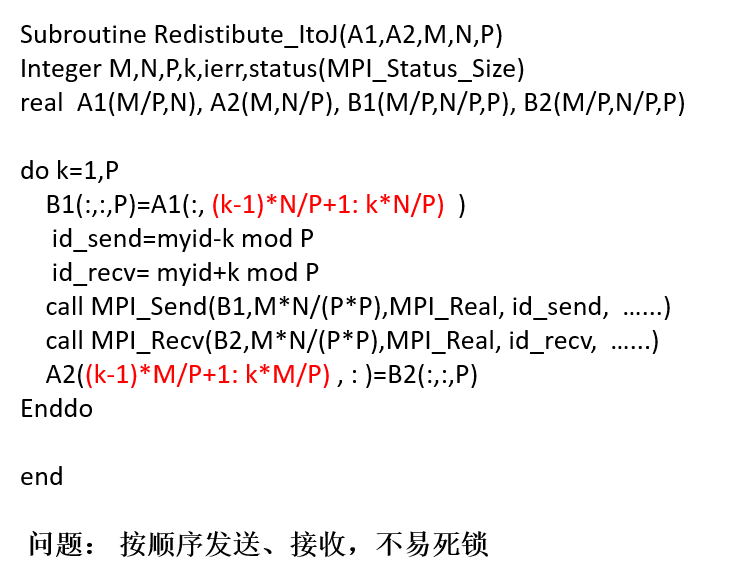 Subroutine Redistibute_ItoJ(A1,A2,M,N,P)
Integer M,N,P,k,ierr,status(MPI_Status_Size)
real  A1(M/P,N), A2(M,N/P), B1(M/P,N/P,P), B2(M/P,N/P,P)
do k=1,P
B1(:,:,P)=A1(:, (k-1)*N/P+1: k*N/P)  )
id_send=myid-k mod P
id_recv= myid+k mod P
call MPI_Send(B1,M*N/(P*P),MPI_Real, id_send,  ......)
call MPI_Recv(B2,M*N/(P*P),MPI_Real, id_recv,  ......)
A2((k-1)*M/P+1: k*M/P) , : )=B2(:,:,P)
Enddo
end
问题： 按顺序发送、接收，不易死锁